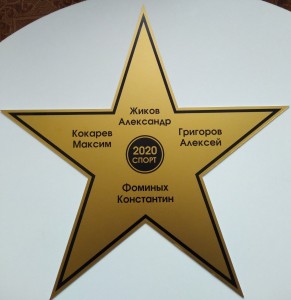 Жиков
Александр
Кокарев
Максим
2020
СПОРТ
Григоров
Алексей
Фоминых
Константин